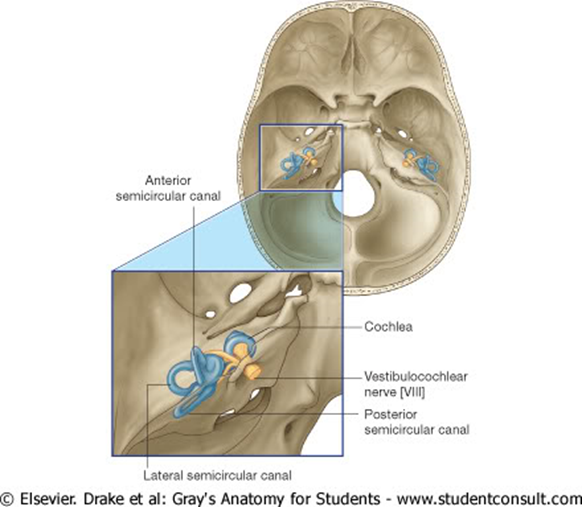 Anterior
semicircular canal
Cochlea
Vestibulocochlear
nerve [VIII]
Posterior
semicircular canal
Lateral semicircular canal
© Elsevier. Drake et al: Gray's Anatomy for Students - www.studentconsult.com